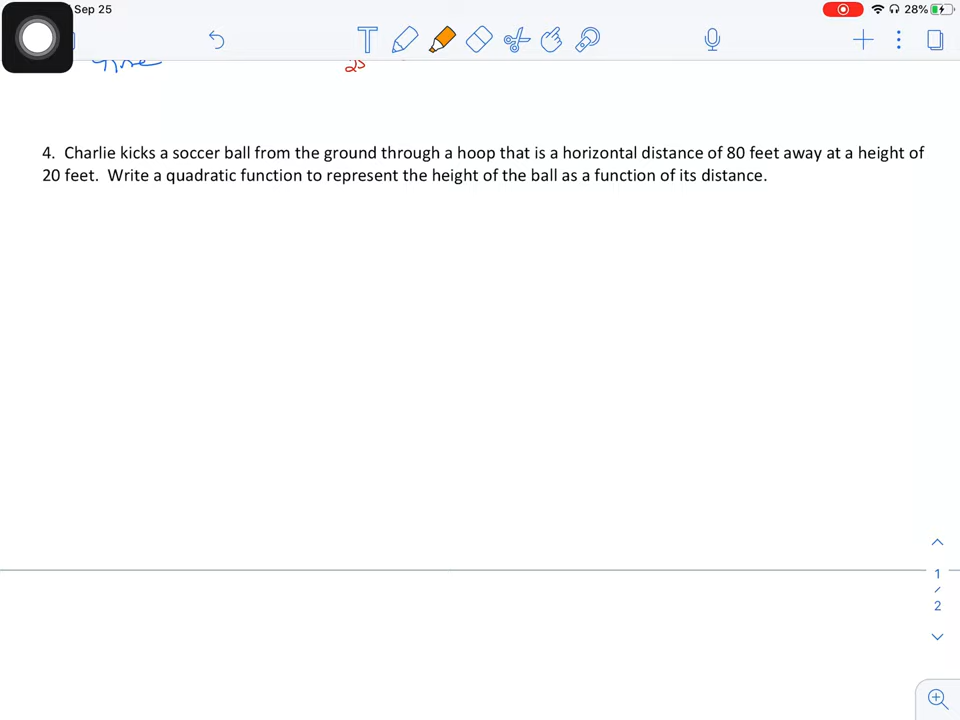 Sep 25
28%
time
25
4. Charlie kicks a soccer ball from the ground through a hoop that is a horizontal distance of 80 feet away at a height of
20 feet. Write a quadratic function to represent the height of the ball as a function of its distance.
1
/
2